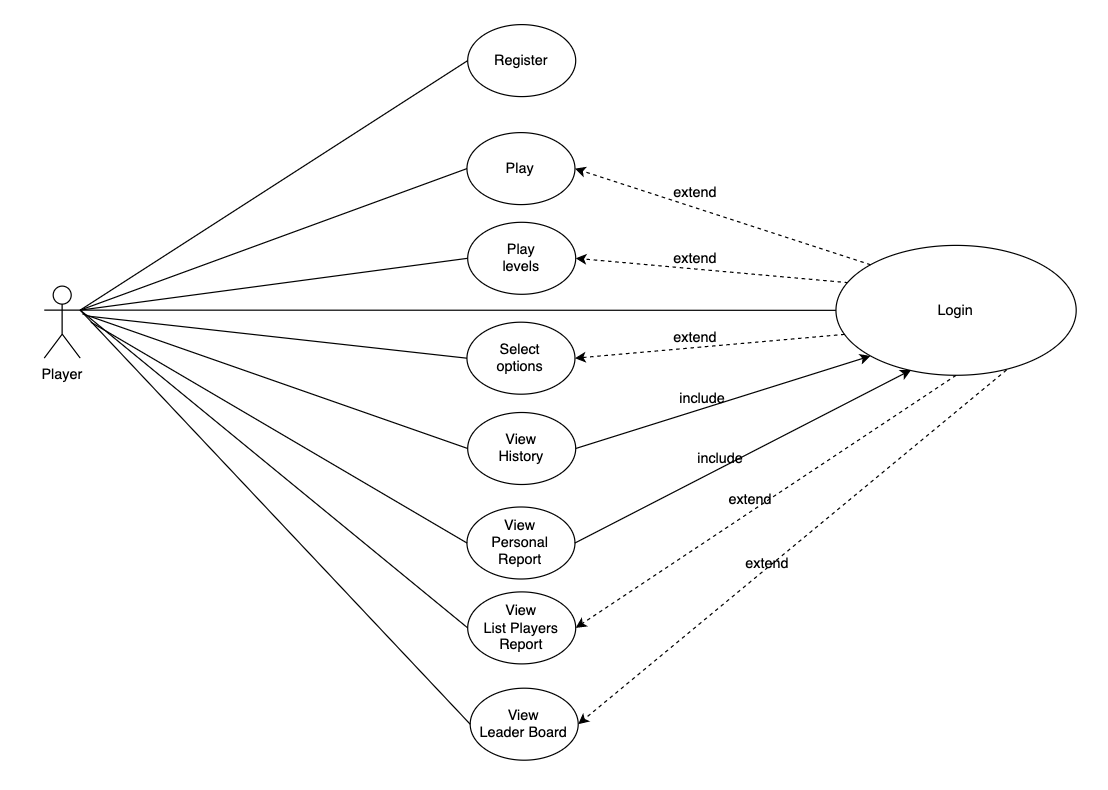 Register
Play
extend
Play
levels
extend
Login
Select
options
extend
Player
include
View
History
include
extend
View
Personal
Report
extend
View
List Players
Report
View
Leader Board